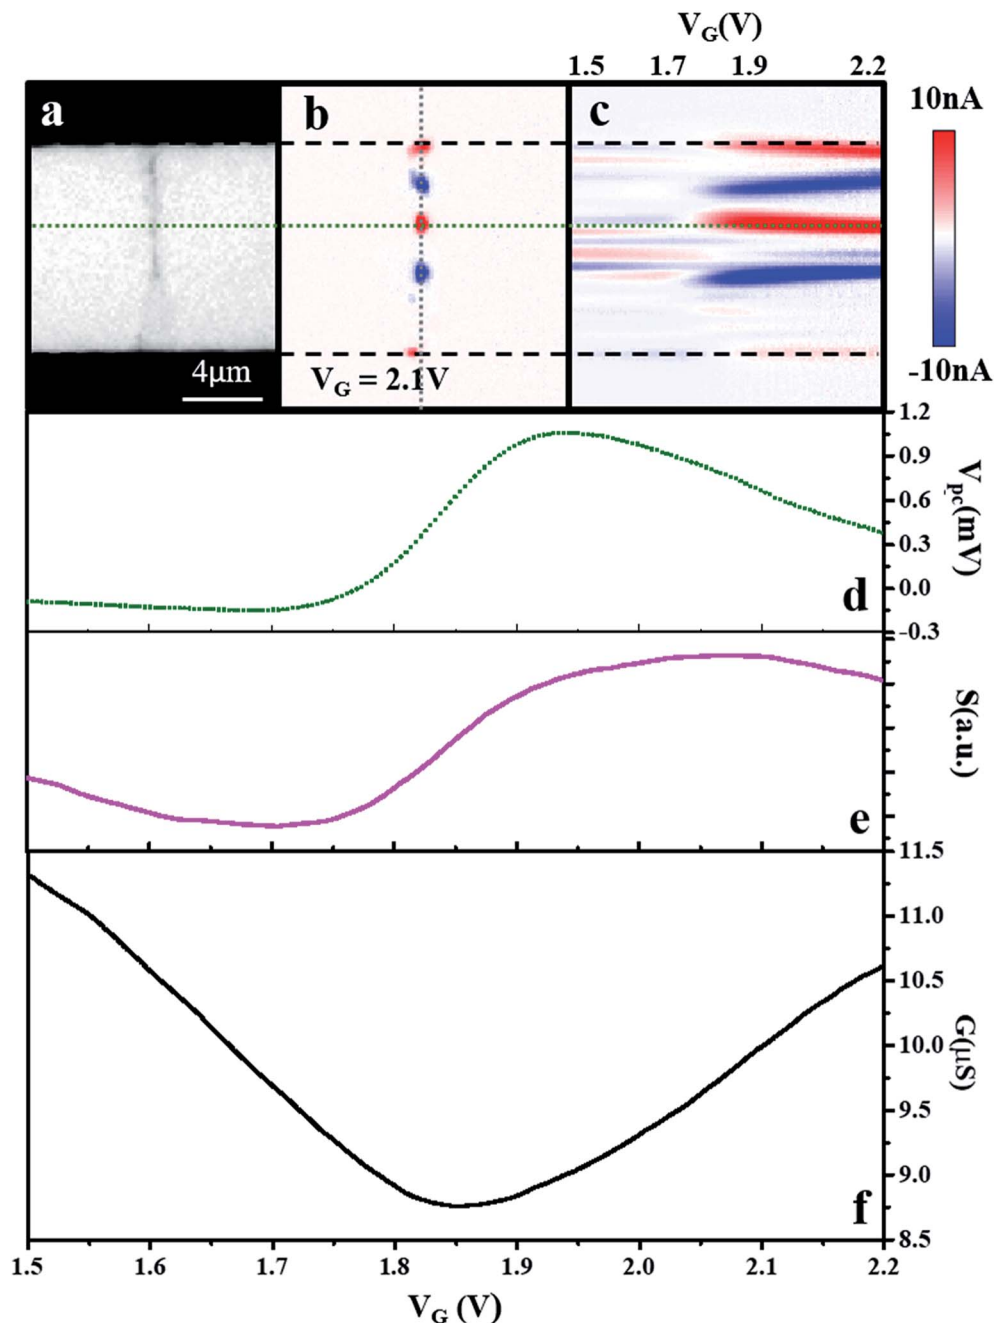 V_G(V)
1.5 1.7 1.9 2.2
a
b
c
10nA
-10nA
4μm
V_G = 2.1V
1.2
0.9
0.6
0.3
0.0
-0.3
V_pc(mV)
d
S(a.u.)
e
11.5
11.0
10.5
10.0
9.5
9.0
8.5
G(μS)
f
1.5 1.6 1.7 1.8 1.9 2.0 2.1 2.2
V_G (V)